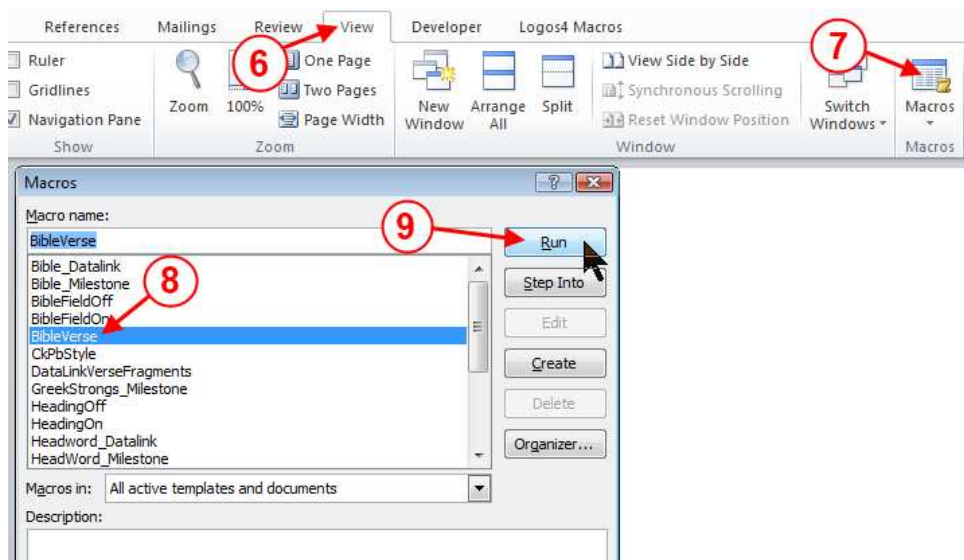 References Mailings Review View Developer Logos4 Macros
6
7
Ruler
Gridlines
Navigation Pane
Show
Zoom
100%
One Page
Two Pages
Page Width
Zoom
New Window
Arrange All
Split
View Side by Side
Synchronous Scrolling
Reset Window Position
Switch Windows
Window
Macros
Macros
Macros
Macro name:
BibleVerse
9
Run
Bible_Datalink
Bible_Milestone
8
BibleFieldOff
BibleFieldOn
BibleVerse
CkPbStyle
DataLinkVerseFragments
GreekStrongs_Milestone
HeadingOff
HeadingOn
Headword_Datalink
HeadWord_Milestone
Step Into
Edit
Create
Delete
Organizer...
Macros in: All active templates and documents
Description: